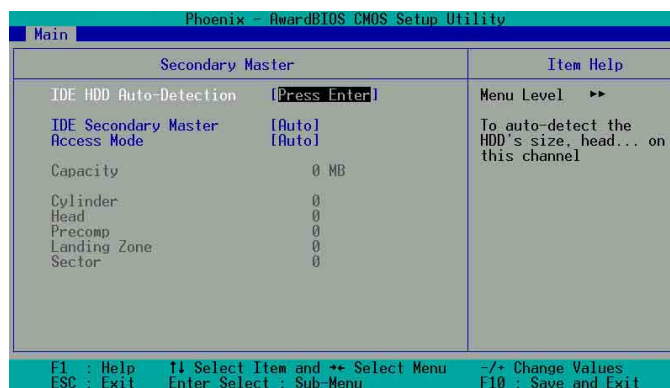 Phoenix - AwardBIOS CMOS Setup Utility
Main
Secondary Master
Item Help
IDE HDD Auto-Detection [Press Enter]
Menu Level ▸▸
IDE Secondary Master [Auto]
Access Mode [Auto]
To auto-detect the
HDD's size, head... on
this channel
Capacity 0 MB
Cylinder 0
Head 0
Precomp 0
Landing Zone 0
Sector 0
F1 : Help ↑↓ Select Item and ↔ Select Menu -/+ Change Values
ESC : Exit Enter Select : Sub-Menu F10 : Save and Exit